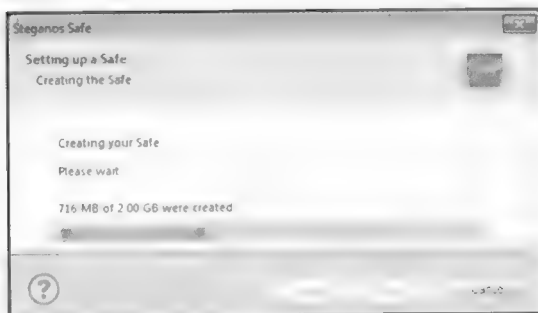 Steganos Safe
Setting up a Safe
Creating the Safe
Creating your Safe
Please wait
716 MB of 2.00 GB were created
?